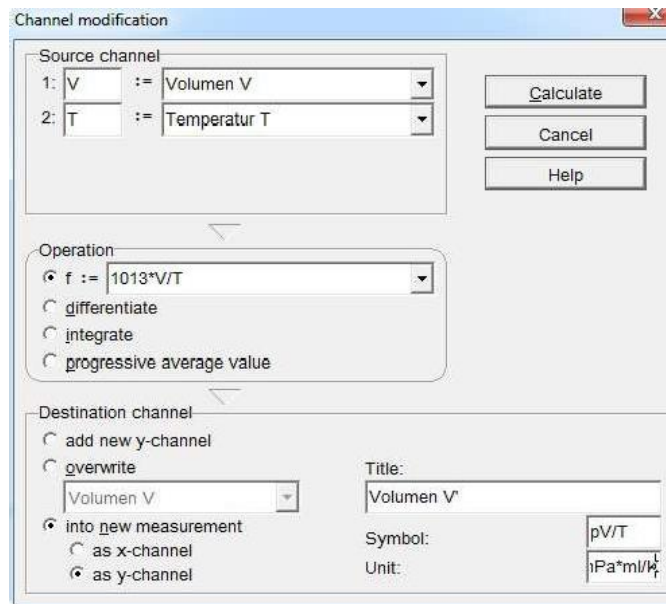 Channel modification
Source channel
1: V := Volumen V
2: T := Temperatur T
Calculate
Cancel
Help
Operation
f := 1013*V/T
differentiate
integrate
progressive average value
Destination channel
add new y-channel
overwrite
Volumen V
into new measurement
as x-channel
as y-channel
Title:
Volumen V'
Symbol: pV/T
Unit: